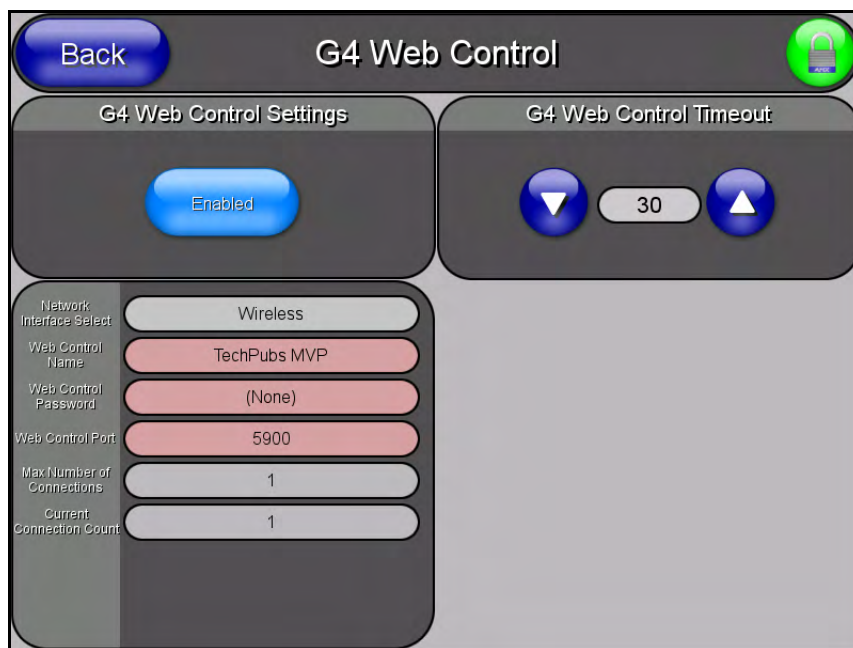 Back
G4 Web Control
G4 Web Control Settings
Enabled
G4 Web Control Timeout
30
Network
Interface Select
Wireless
Web Control
Name
TechPubs MVP
Web Control
Password
(None)
Web Control Port
5900
Max Number of
Connections
1
Current
Connection Count
1